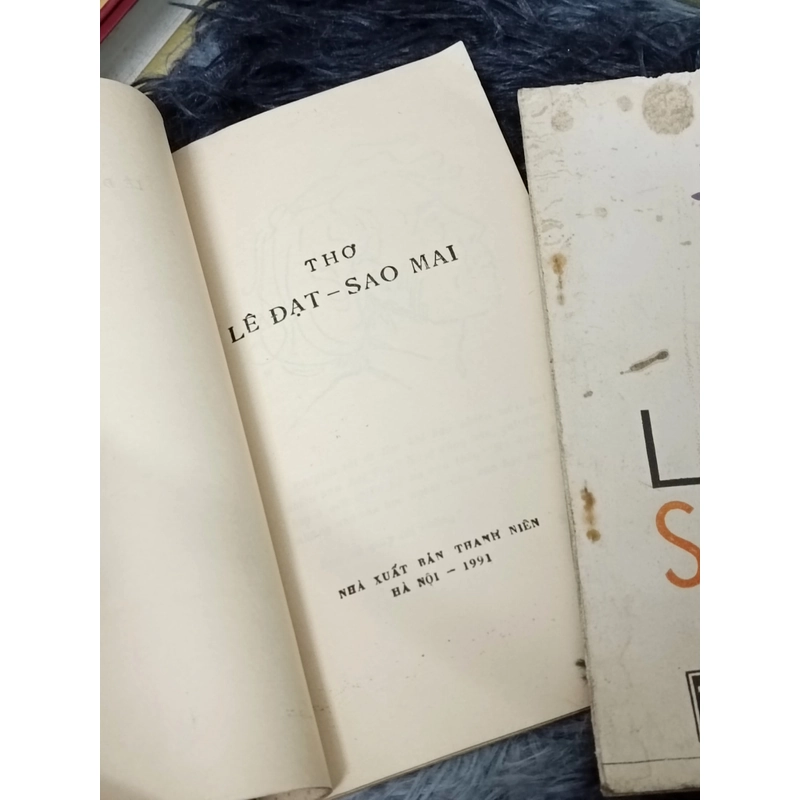 THƠ
LÊ ĐẠT – SAO MAI
NHÀ XUẤT BẢN THANH NIÊN
HÀ NỘI – 1991
L
S